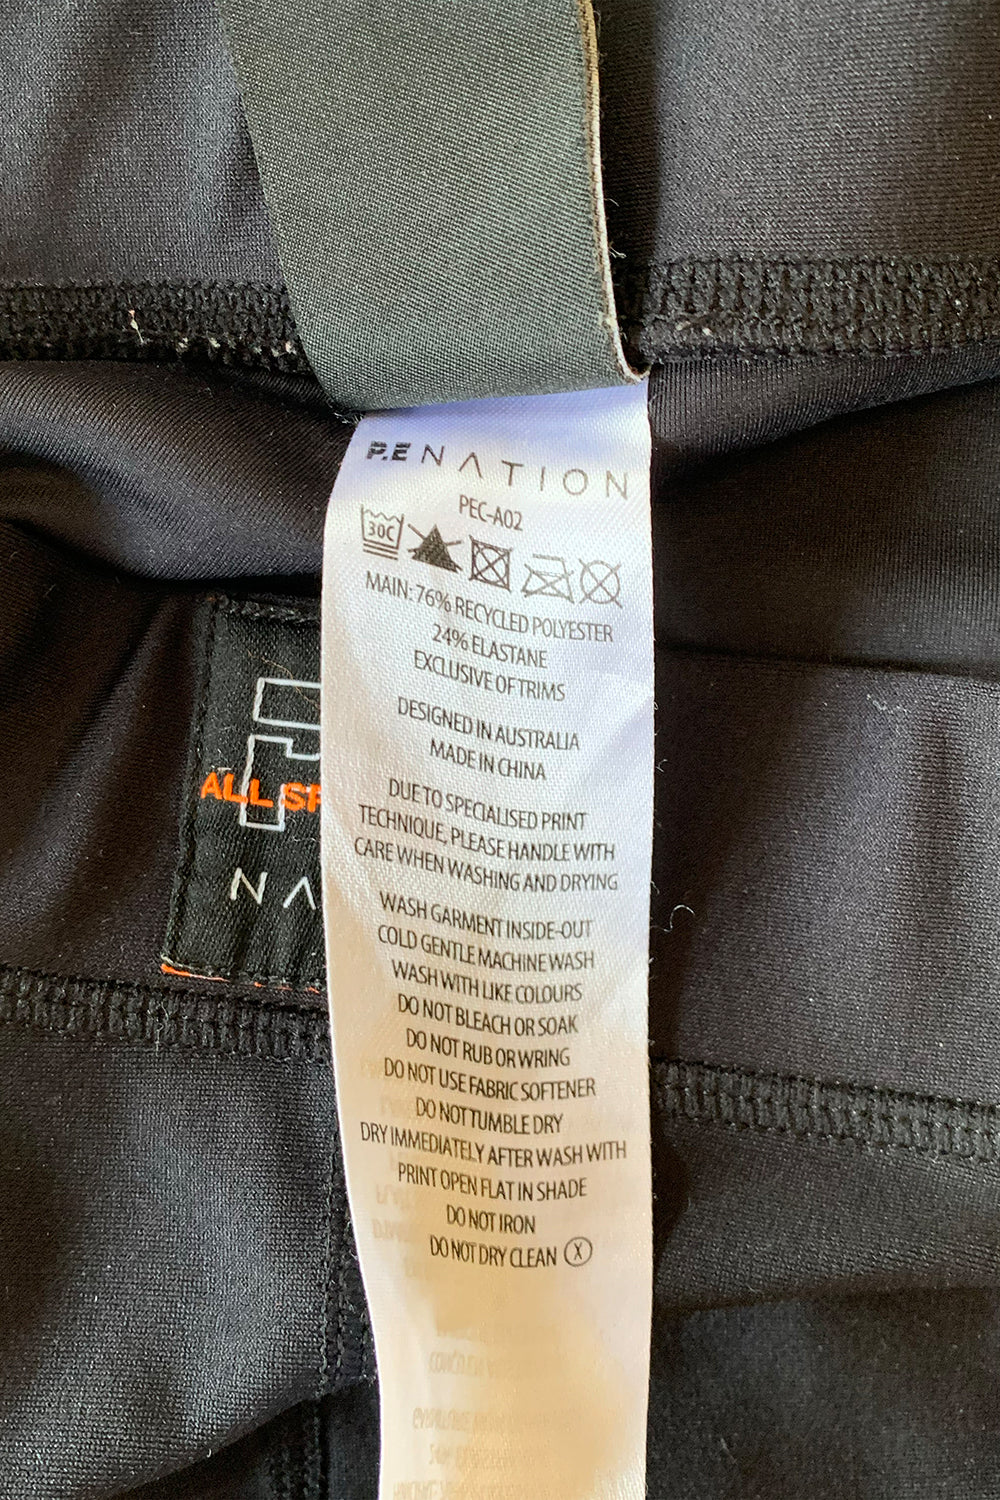 P.E NATION
PEC-A02
30C
MAIN: 76% RECYCLED POLYESTER
24% ELASTANE
EXCLUSIVE OF TRIMS
DESIGNED IN AUSTRALIA
MADE IN CHINA
DUE TO SPECIALISED PRINT
TECHNIQUE, PLEASE HANDLE WITH
CARE WHEN WASHING AND DRYING
WASH GARMENT INSIDE-OUT
COLD GENTLE MACHINE WASH
WASH WITH LIKE COLOURS
DO NOT BLEACH OR SOAK
DO NOT RUB OR WRING
DO NOT USE FABRIC SOFTENER
DO NOT TUMBLE DRY
DRY IMMEDIATELY AFTER WASH WITH
PRINT OPEN FLAT IN SHADE
DO NOT IRON
DO NOT DRY CLEAN X
P
ALL SP
NA